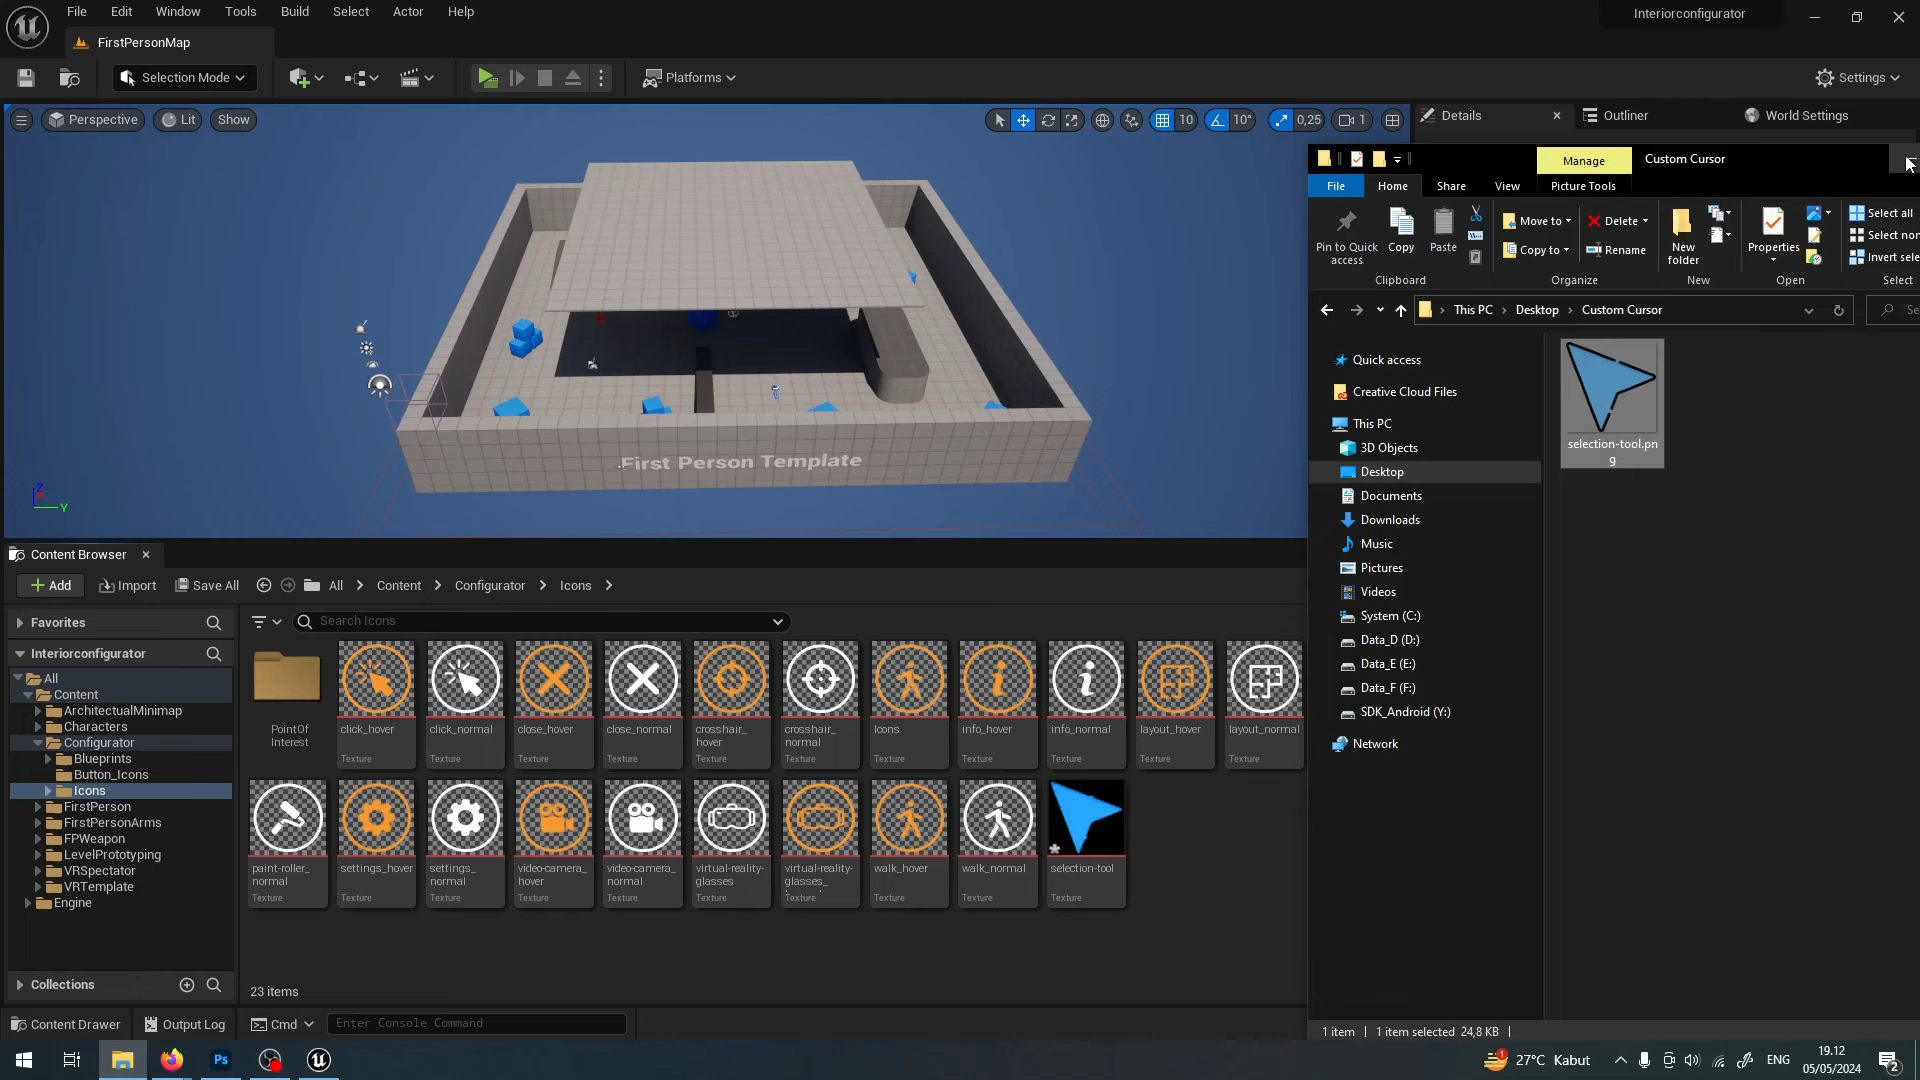 File Edit Window Tools Build Select Actor Help
Interiorconfigurator
FirstPersonMap
Selection Mode
Platforms
Settings
Perspective Lit Show
10 10° 0,25 1
Details Outliner World Settings
First Person Template
Manage Custom Cursor
File Home Share View Picture Tools
Pin to Quick access
Copy
Paste
Move to
Copy to
Delete
Rename
New folder
Properties
Select all
Select non
Invert sele
Clipboard Organize New Open Select
This PC Desktop Custom Cursor
Quick access
Creative Cloud Files
This PC
3D Objects
Desktop
Documents
Downloads
Music
Pictures
Videos
System (C:)
Data_D (D:)
Data_E (E:)
Data_F (F:)
SDK_Android (Y:)
Network
selection-tool.pn
g
1 item 1 item selected 24,8 KB
Content Browser
Add Import Save All All Content Configurator Icons
Favorites
Search Icons
Interiorconfigurator
All
Content
ArchitectualMinimap
Characters
Configurator
Blueprints
Button_Icons
Icons
FirstPerson
FirstPersonArms
FPWeapon
LevelPrototyping
VRSpectator
VRTemplate
Engine
Collections
PointOf
Interest
click_hover
Texture
click_normal
Texture
close_hover
Texture
close_normal
Texture
crosshair_
hover
Texture
crosshair_
normal
Texture
Icons
Texture
info_hover
Texture
info_normal
Texture
layout_hover
Texture
layout_normal
Texture
paint-roller_
normal
Texture
settings_hover
Texture
settings_
normal
Texture
video-camera_
hover
Texture
video-camera_
normal
Texture
virtual-reality-
glasses
Texture
virtual-reality-
glasses_
Texture
walk_hover
Texture
walk_normal
Texture
selection-tool
Texture
23 items
Content Drawer Output Log Cmd Enter Console Command
Ps
1
27°C Kabut
ENG
19.12
05/05/2024
2